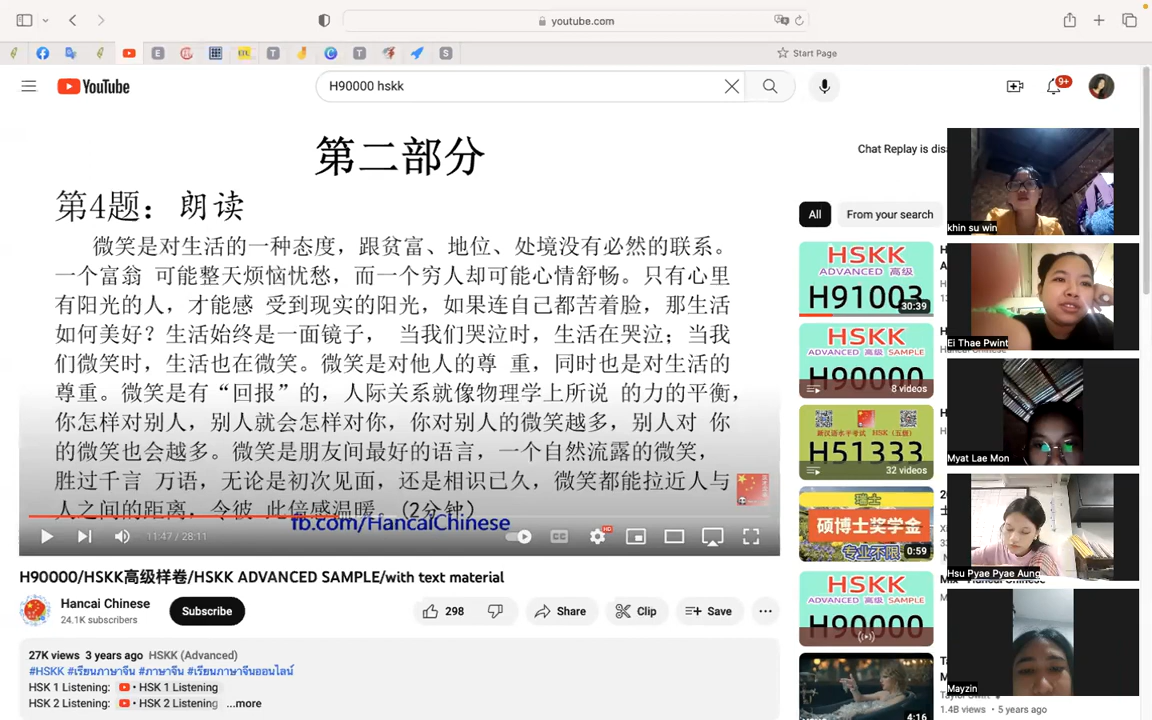 youtube.com
Start Page
YouTube
H90000 hskk
9+
第二部分
第4题：朗读
微笑是对生活的一种态度，跟贫富、地位、处境没有必然的联系。
一个富翁 可能整天烦恼忧愁，而一个穷人却可能心情舒畅。只有心里
有阳光的人，才能感 受到现实的阳光，如果连自己都苦着脸，那生活
如何美好？生活始终是一面镜子， 当我们哭泣时，生活在哭泣；当我
们微笑时，生活也在微笑。微笑是对他人的尊 重，同时也是对生活的
尊重。微笑是有“回报”的，人际关系就像物理学上所说 的力的平衡，
你怎样对别人，别人就会怎样对你，你对别人的微笑越多，别人对 你
的微笑也会越多。微笑是朋友间最好的语言，一个自然流露的微笑，
胜过千言 万语，无论是初次见面，还是相识已久，微笑都能拉近人与
人之间的距离，令彼 此倍感温暖。（2分钟）
fb.com/HancaiChinese
11:47 / 28:11
CC
HD
H90000/HSKK高级样卷/HSKK ADVANCED SAMPLE/with text material
Hancai Chinese
24.1K subscribers
Subscribe
298
Share
Clip
Save
27K views 3 years ago HSKK (Advanced)
#HSKK #เรียนภาษาจีน #ภาษาจีน #เรียนภาษาจีนออนไลน์
HSK 1 Listening: • HSK 1 Listening
HSK 2 Listening: • HSK 2 Listening ...more
Chat Replay is disa
All
From your search
HSKK
ADVANCED 高级
H91003
30:39
HSKK
ADVANCED 高级 SAMPLE
H90000
8 videos
新汉语水平考试 HSK（五级）
H51333
32 videos
瑞士
硕博士奖学金
专业不限
0:59
HSKK
ADVANCED 高级 SAMPLE
H90000
4:16
1.4B views • 5 years ago
khin su win
Ei Thae Pwint
Myat Lae Mon
Hsu Pyae Pyae Aung
Mayzin